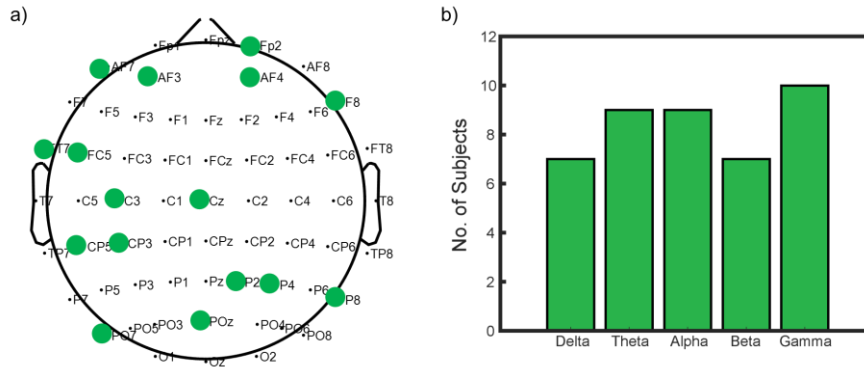 a)
Fp1 Fpz Fp2
AF7 AF3 AF4 AF8
F7 F5 F3 F1 Fz F2 F4 F6 F8
FT7 FC5 FC3 FC1 FCz FC2 FC4 FC6 FT8
T7 C5 C3 C1 Cz C2 C4 C6 T8
TP7 CP5 CP3 CP1 CPz CP2 CP4 CP6 TP8
P7 P5 P3 P1 Pz P2 P4 P6 P8
PO7 PO5 PO3 POz PO4 PO6 PO8
O1 O2 O2
b)
No. of Subjects
12
10
8
6
4
2
0
Delta Theta Alpha Beta Gamma